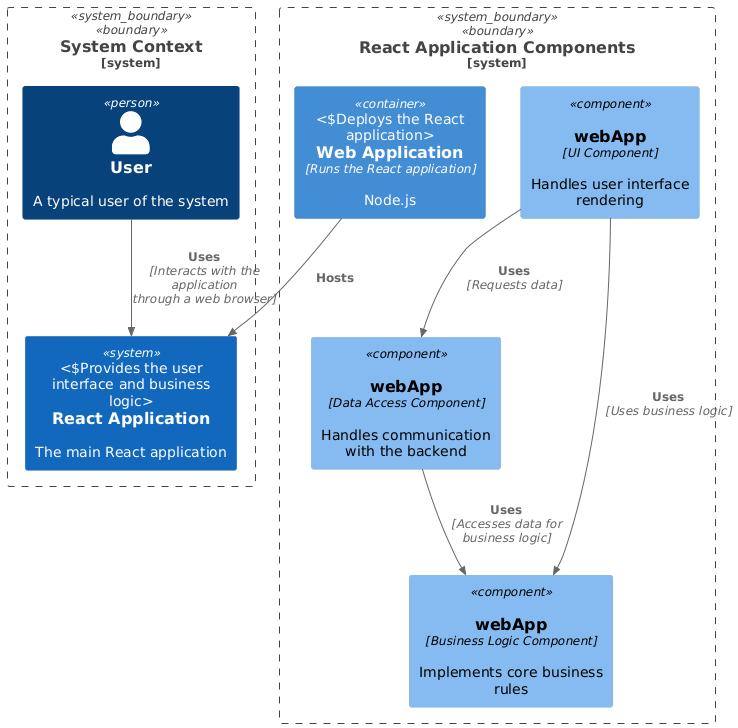 «system_boundary»
«boundary»
System Context
[system]
«person»
User
A typical user of the system
Uses
[Interacts with the
application
through a web browser]
«system»
<$Provides the user
interface and business
logic>
React Application
The main React application
«system_boundary»
«boundary»
React Application Components
[system]
«container»
<$Deploys the React
application>
Web Application
[Runs the React application]
Node.js
Hosts
«component»
webApp
[UI Component]
Handles user interface
rendering
Uses
[Requests data]
«component»
webApp
[Data Access Component]
Handles communication
with the backend
Uses
[Uses business logic]
Uses
[Accesses data for
business logic]
«component»
webApp
[Business Logic Component]
Implements core business
rules